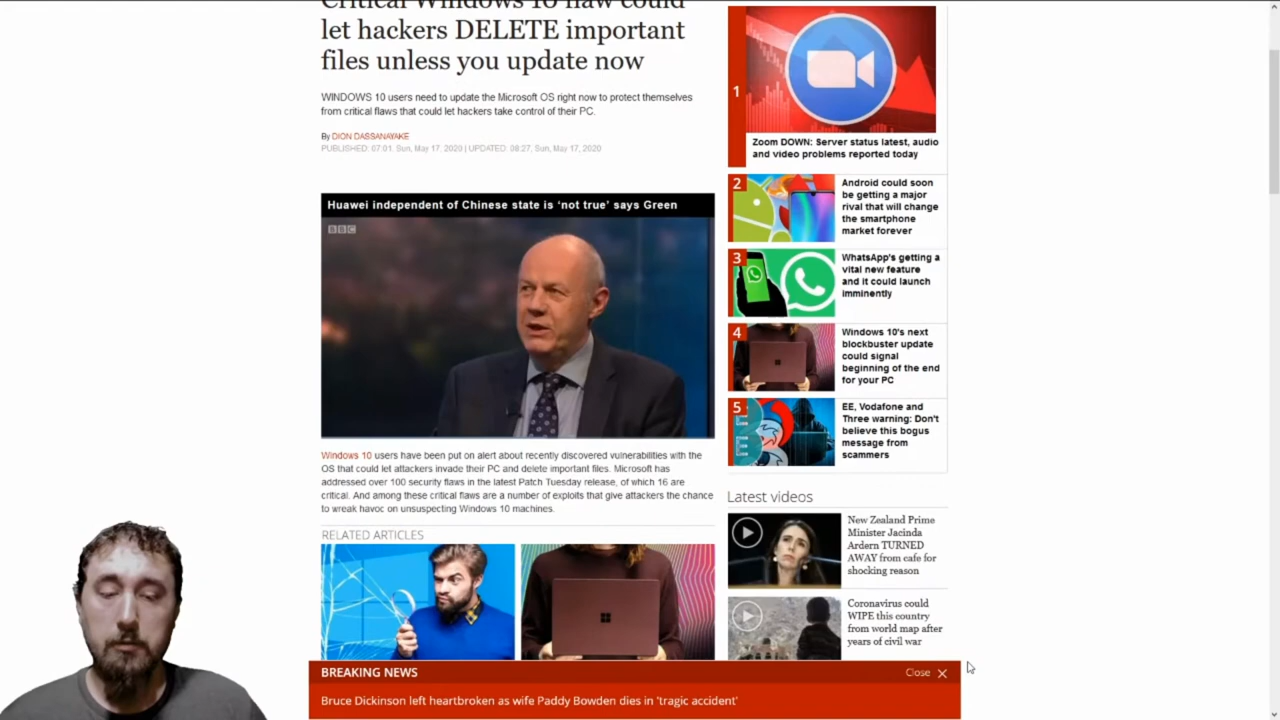 Critical Windows 10 flaw could
let hackers DELETE important
files unless you update now
WINDOWS 10 users need to update the Microsoft OS right now to protect themselves
from critical flaws that could let hackers take control of their PC.
By DION DASSANAYAKE
PUBLISHED: 07:01, Sun, May 17, 2020 | UPDATED: 08:27, Sun, May 17, 2020
Huawei independent of Chinese state is ‘not true’ says Green
BBC
Windows 10 users have been put on alert about recently discovered vulnerabilities with the
OS that could let attackers invade their PC and delete important files. Microsoft has
addressed over 100 security flaws in the latest Patch Tuesday release, of which 16 are
critical. And among these critical flaws are a number of exploits that give attackers the chance
to wreak havoc on unsuspecting Windows 10 machines.
RELATED ARTICLES
1
Zoom DOWN: Server status latest, audio
and video problems reported today
2
Android could soon
be getting a major
rival that will change
the smartphone
market forever
3
WhatsApp's getting a
vital new feature
and it could launch
imminently
4
Windows 10's next
blockbuster update
could signal
beginning of the end
for your PC
5
EE, Vodafone and
Three warning: Don't
believe this bogus
message from
scammers
Latest videos
New Zealand Prime
Minister Jacinda
Ardern TURNED
AWAY from cafe for
shocking reason
Coronavirus could
WIPE this country
from world map after
years of civil war
BREAKING NEWS
Close
Bruce Dickinson left heartbroken as wife Paddy Bowden dies in 'tragic accident'